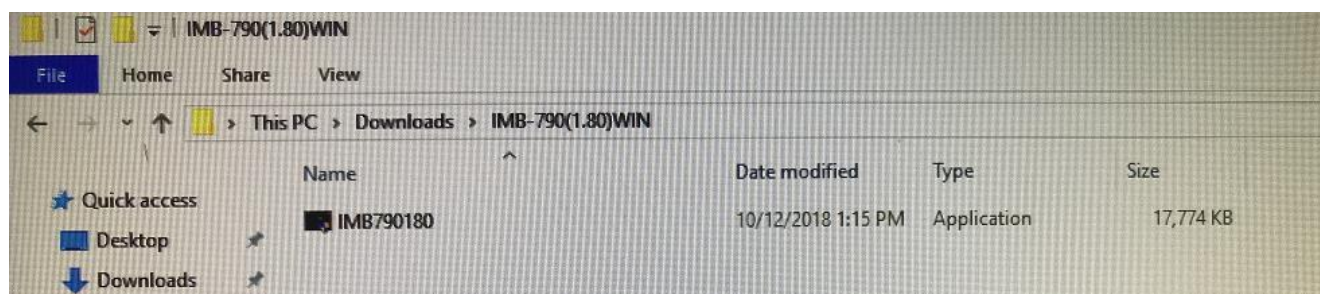 IMB-790(1.80)WIN
File Home Share View
This PC > Downloads > IMB-790(1.80)WIN
Name Date modified Type Size
Quick access
IMB790180 10/12/2018 1:15 PM Application 17,774 KB
Desktop
Downloads